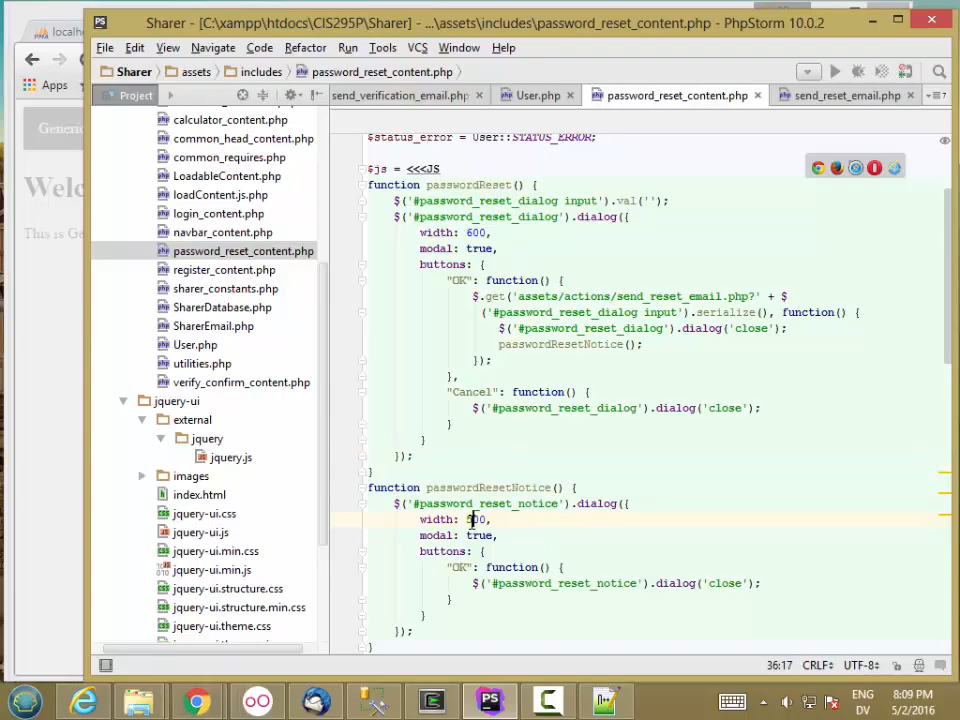 Sharer - [C:\xampp\htdocs\CIS295P\Sharer] - ...\assets\includes\password_reset_content.php - PhpStorm 10.0.2
localh
Apps
Generic
Welc
This is Ge
File Edit View Navigate Code Refactor Run Tools VCS Window Help
Sharer assets includes password_reset_content.php
Project
send_verification_email.php User.php password_reset_content.php send_reset_email.php
calculator_content.php
common_head_content.php
common_requires.php
LoadableContent.php
loadContent.js.php
login_content.php
navbar_content.php
password_reset_content.php
register_content.php
sharer_constants.php
SharerDatabase.php
SharerEmail.php
User.php
utilities.php
verify_confirm_content.php
jquery-ui
external
jquery
jquery.js
images
index.html
jquery-ui.css
jquery-ui.js
jquery-ui.min.css
jquery-ui.min.js
jquery-ui.structure.css
jquery-ui.structure.min.css
jquery-ui.theme.css
$status_error = User::STATUS_ERROR;
$js = <<<JS
function passwordReset() {
$('#password_reset_dialog input').val('');
$('#password_reset_dialog').dialog({
width: 600,
modal: true,
buttons: {
"OK": function() {
$.get('assets/actions/send_reset_email.php?' + $
('#password_reset_dialog input').serialize(), function() {
$('#password_reset_dialog').dialog('close');
passwordResetNotice();
});
},
"Cancel": function() {
$('#password_reset_dialog').dialog('close');
}
}
});
}
function passwordResetNotice() {
$('#password_reset_notice').dialog({
width: 500,
modal: true,
buttons: {
"OK": function() {
$('#password_reset_notice').dialog('close');
}
}
});
}
36:17 CRLF UTF-8
ENG
DV
8:09 PM
5/2/2016